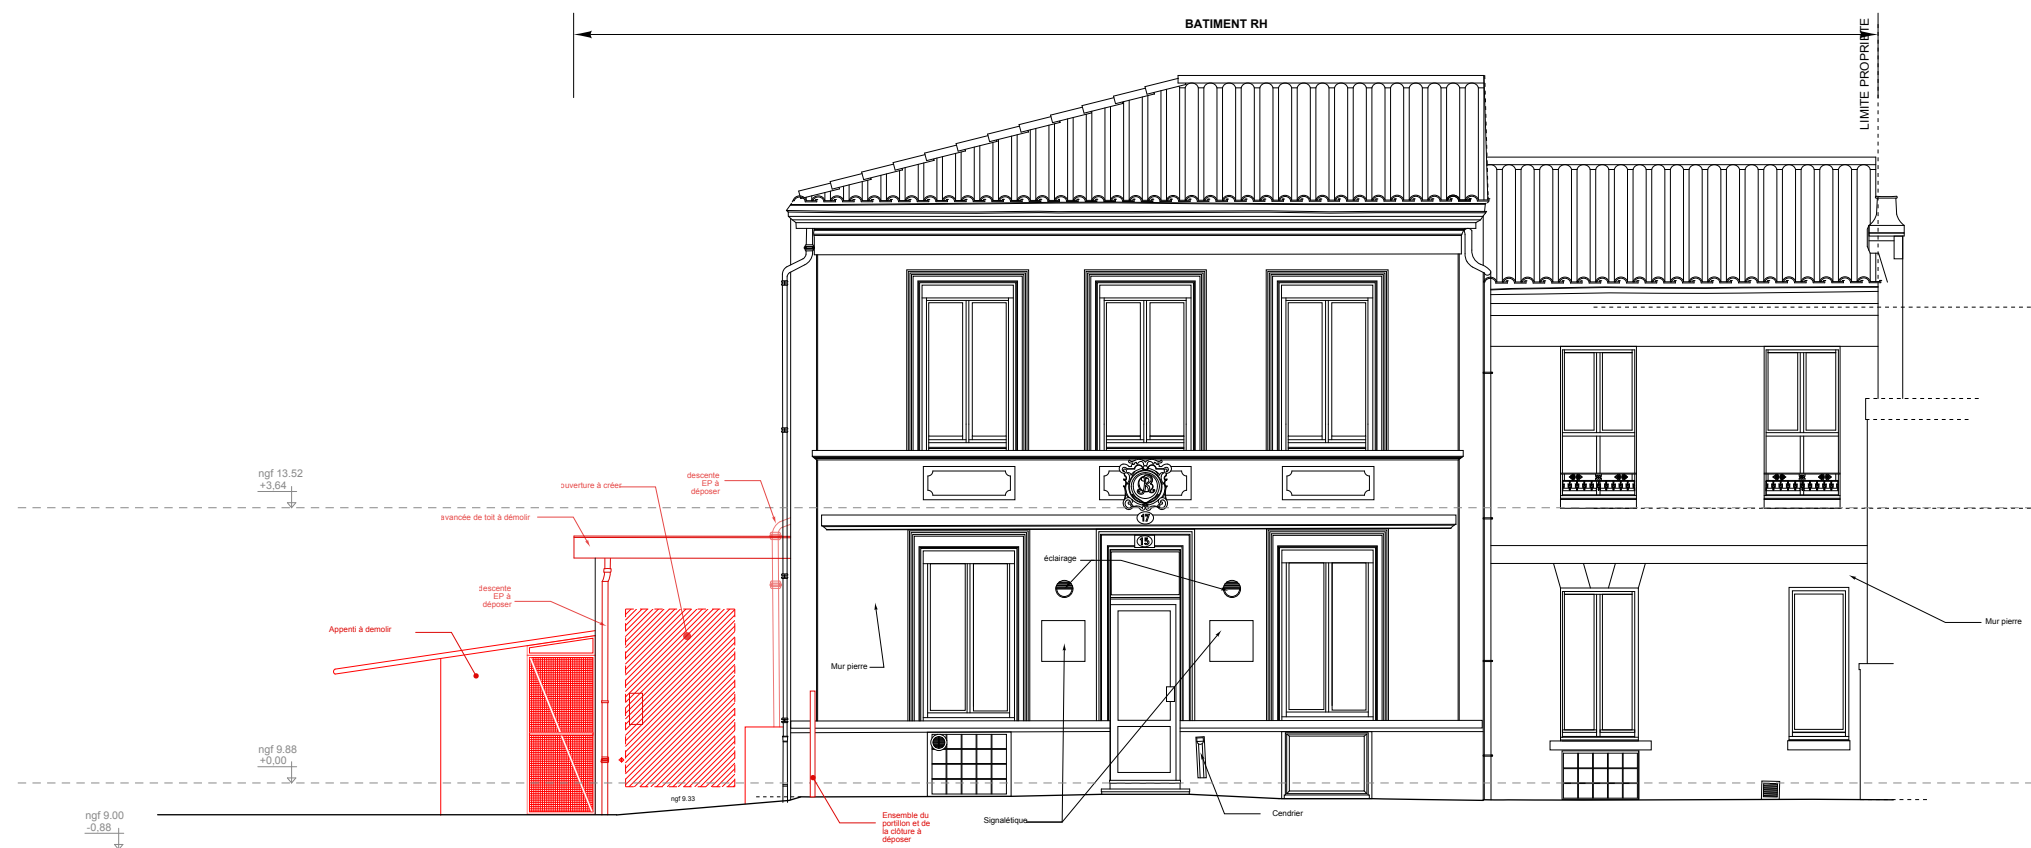 BATIMENT RH
LIMITE PROPRIETE
ngf 13.52
+3,64
descente
EP à
déposer
ouverture à créer
avancée de toit à démolir
17
15
éclairage
descente
EP à
déposer
Appenti à demolir
Mur pierre
Mur pierre
ngf 9.88
+0,00
ngf 9.33
ngf 9.00
-0,88
Ensemble du
portillon et de
la clôture à
déposer
Signalétique
Cendrier